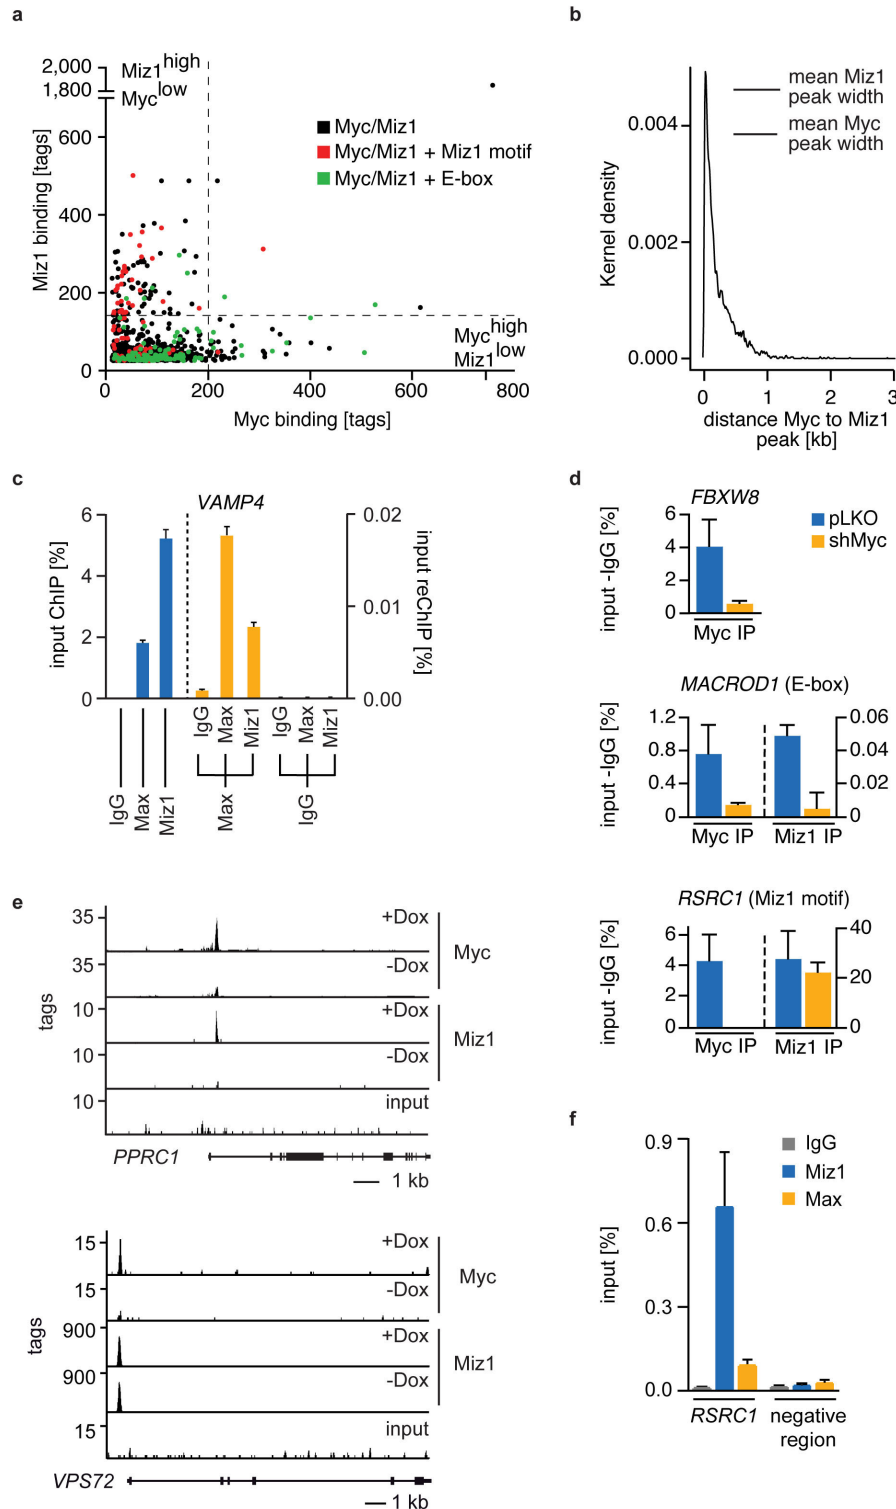 a
2,000
1,800
600
400
200
0
Miz1 binding [tags]
Miz1high
Myclow
Myc/Miz1
Myc/Miz1 + Miz1 motif
Myc/Miz1 + E-box
Mychigh
Miz1low
0 200 400 600 800
Myc binding [tags]
b
0.004
0.002
0.000
Kernel density
mean Miz1
peak width
mean Myc
peak width
0 1 2 3
distance Myc to Miz1
peak [kb]
c
VAMP4
6
4
2
0
input ChIP [%]
0.02
0.01
0.00
input reChIP [%]
IgG Max Miz1 IgG Max Miz1
IgG Max Miz1 Max IgG
d
FBXW8
6
4
2
0
input -IgG [%]
pLKO
shMyc
Myc IP
MACROD1 (E-box)
1.2
0.8
0.4
0
input -IgG [%]
0.06
0.04
0.02
0
Myc IP Miz1 IP
RSRC1 (Miz1 motif)
6
4
2
0
input -IgG [%]
40
20
0
Myc IP Miz1 IP
e
tags
35 +Dox
Myc
35 -Dox
10 +Dox
Miz1
10 -Dox
10 input
PPRC1
1 kb
tags
15 +Dox
Myc
15 -Dox
900 +Dox
Miz1
900 -Dox
15 input
VPS72
1 kb
f
0.9
0.6
0.3
0.0
input [%]
IgG
Miz1
Max
RSRC1 negative
region